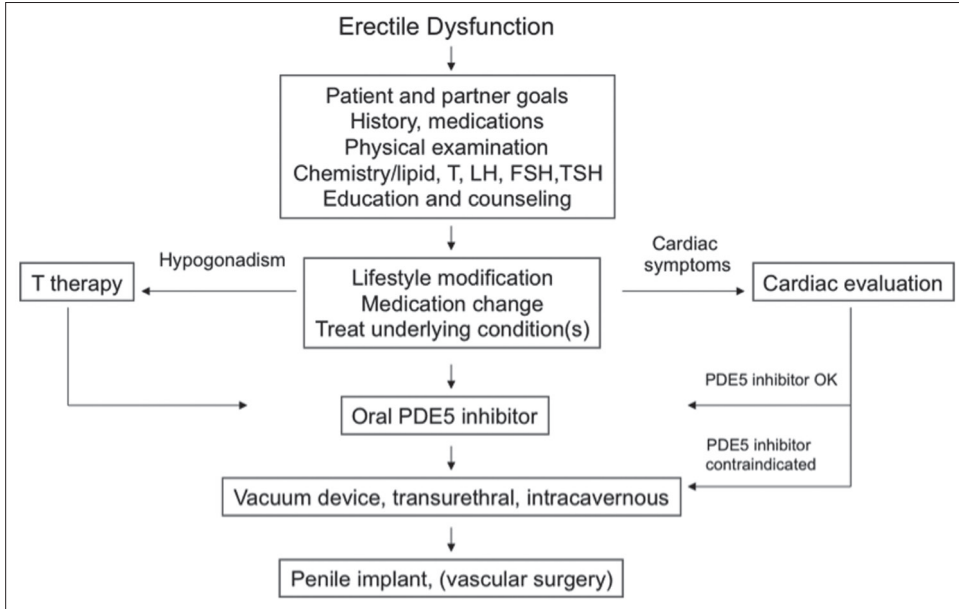 Erectile Dysfunction
Patient and partner goals
History, medications
Physical examination
Chemistry/lipid, T, LH, FSH,TSH
Education and counseling
Hypogonadism
Cardiac
symptoms
T therapy
Lifestyle modification
Medication change
Treat underlying condition(s)
Cardiac evaluation
PDE5 inhibitor OK
Oral PDE5 inhibitor
PDE5 inhibitor
contraindicated
Vacuum device, transurethral, intracavernous
Penile implant, (vascular surgery)